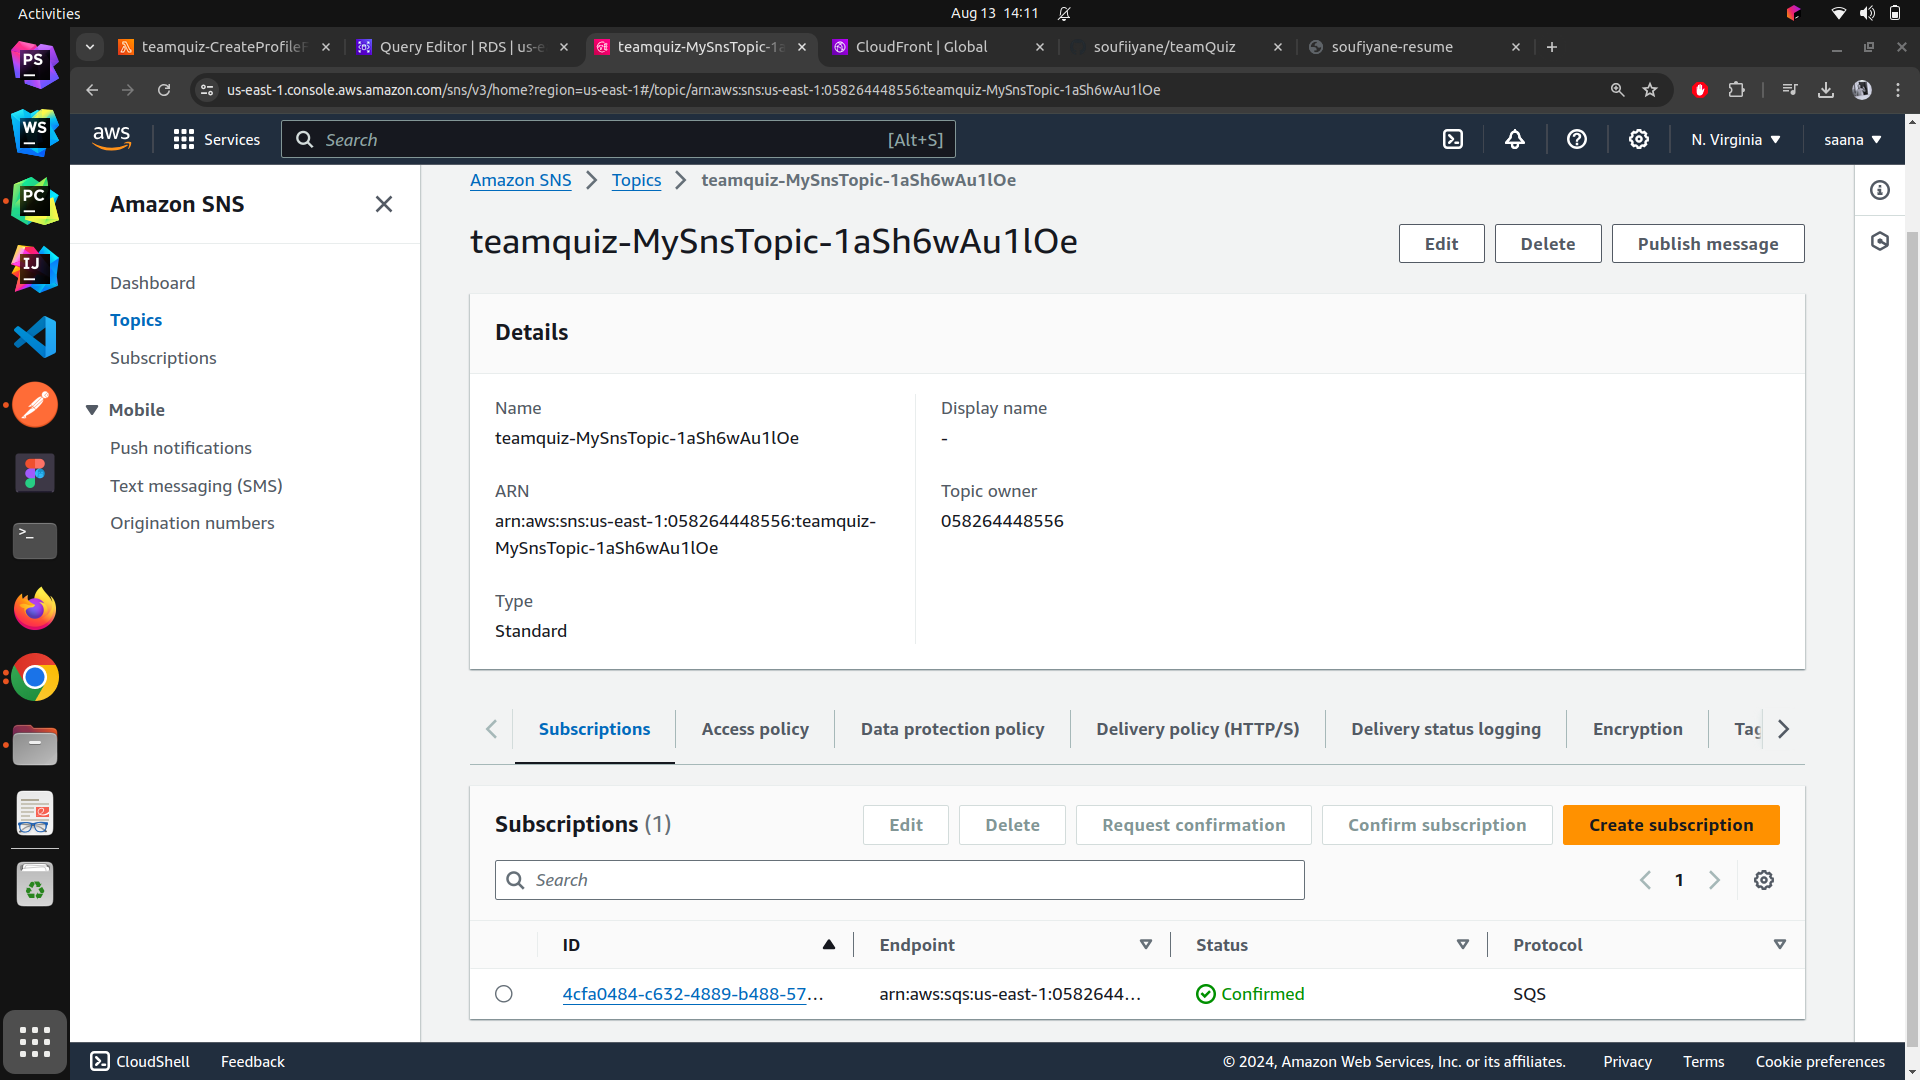 Activities
Aug 13 14:11
teamquiz-CreateProfileF
Query Editor | RDS | us-e
teamquiz-MySnsTopic-1a
CloudFront | Global
soufiiyane/teamQuiz
soufiyane-resume
us-east-1.console.aws.amazon.com/sns/v3/home?region=us-east-1#/topic/arn:aws:sns:us-east-1:058264448556:teamquiz-MySnsTopic-1aSh6wAu1lOe
aws
Services
Search
[Alt+S]
N. Virginia
saana
Amazon SNS
Dashboard
Topics
Subscriptions
Mobile
Push notifications
Text messaging (SMS)
Origination numbers
Amazon SNS > Topics > teamquiz-MySnsTopic-1aSh6wAu1lOe
teamquiz-MySnsTopic-1aSh6wAu1lOe
Edit
Delete
Publish message
Details
Name
teamquiz-MySnsTopic-1aSh6wAu1lOe
ARN
arn:aws:sns:us-east-1:058264448556:teamquiz-
MySnsTopic-1aSh6wAu1lOe
Type
Standard
Display name
-
Topic owner
058264448556
Subscriptions
Access policy
Data protection policy
Delivery policy (HTTP/S)
Delivery status logging
Encryption
Tag
Subscriptions (1)
Edit
Delete
Request confirmation
Confirm subscription
Create subscription
Search
1
ID
Endpoint
Status
Protocol
4cfa0484-c632-4889-b488-57...
arn:aws:sqs:us-east-1:0582644...
Confirmed
SQS
CloudShell
Feedback
© 2024, Amazon Web Services, Inc. or its affiliates.
Privacy
Terms
Cookie preferences
PS
WS
PC
IJ
>_